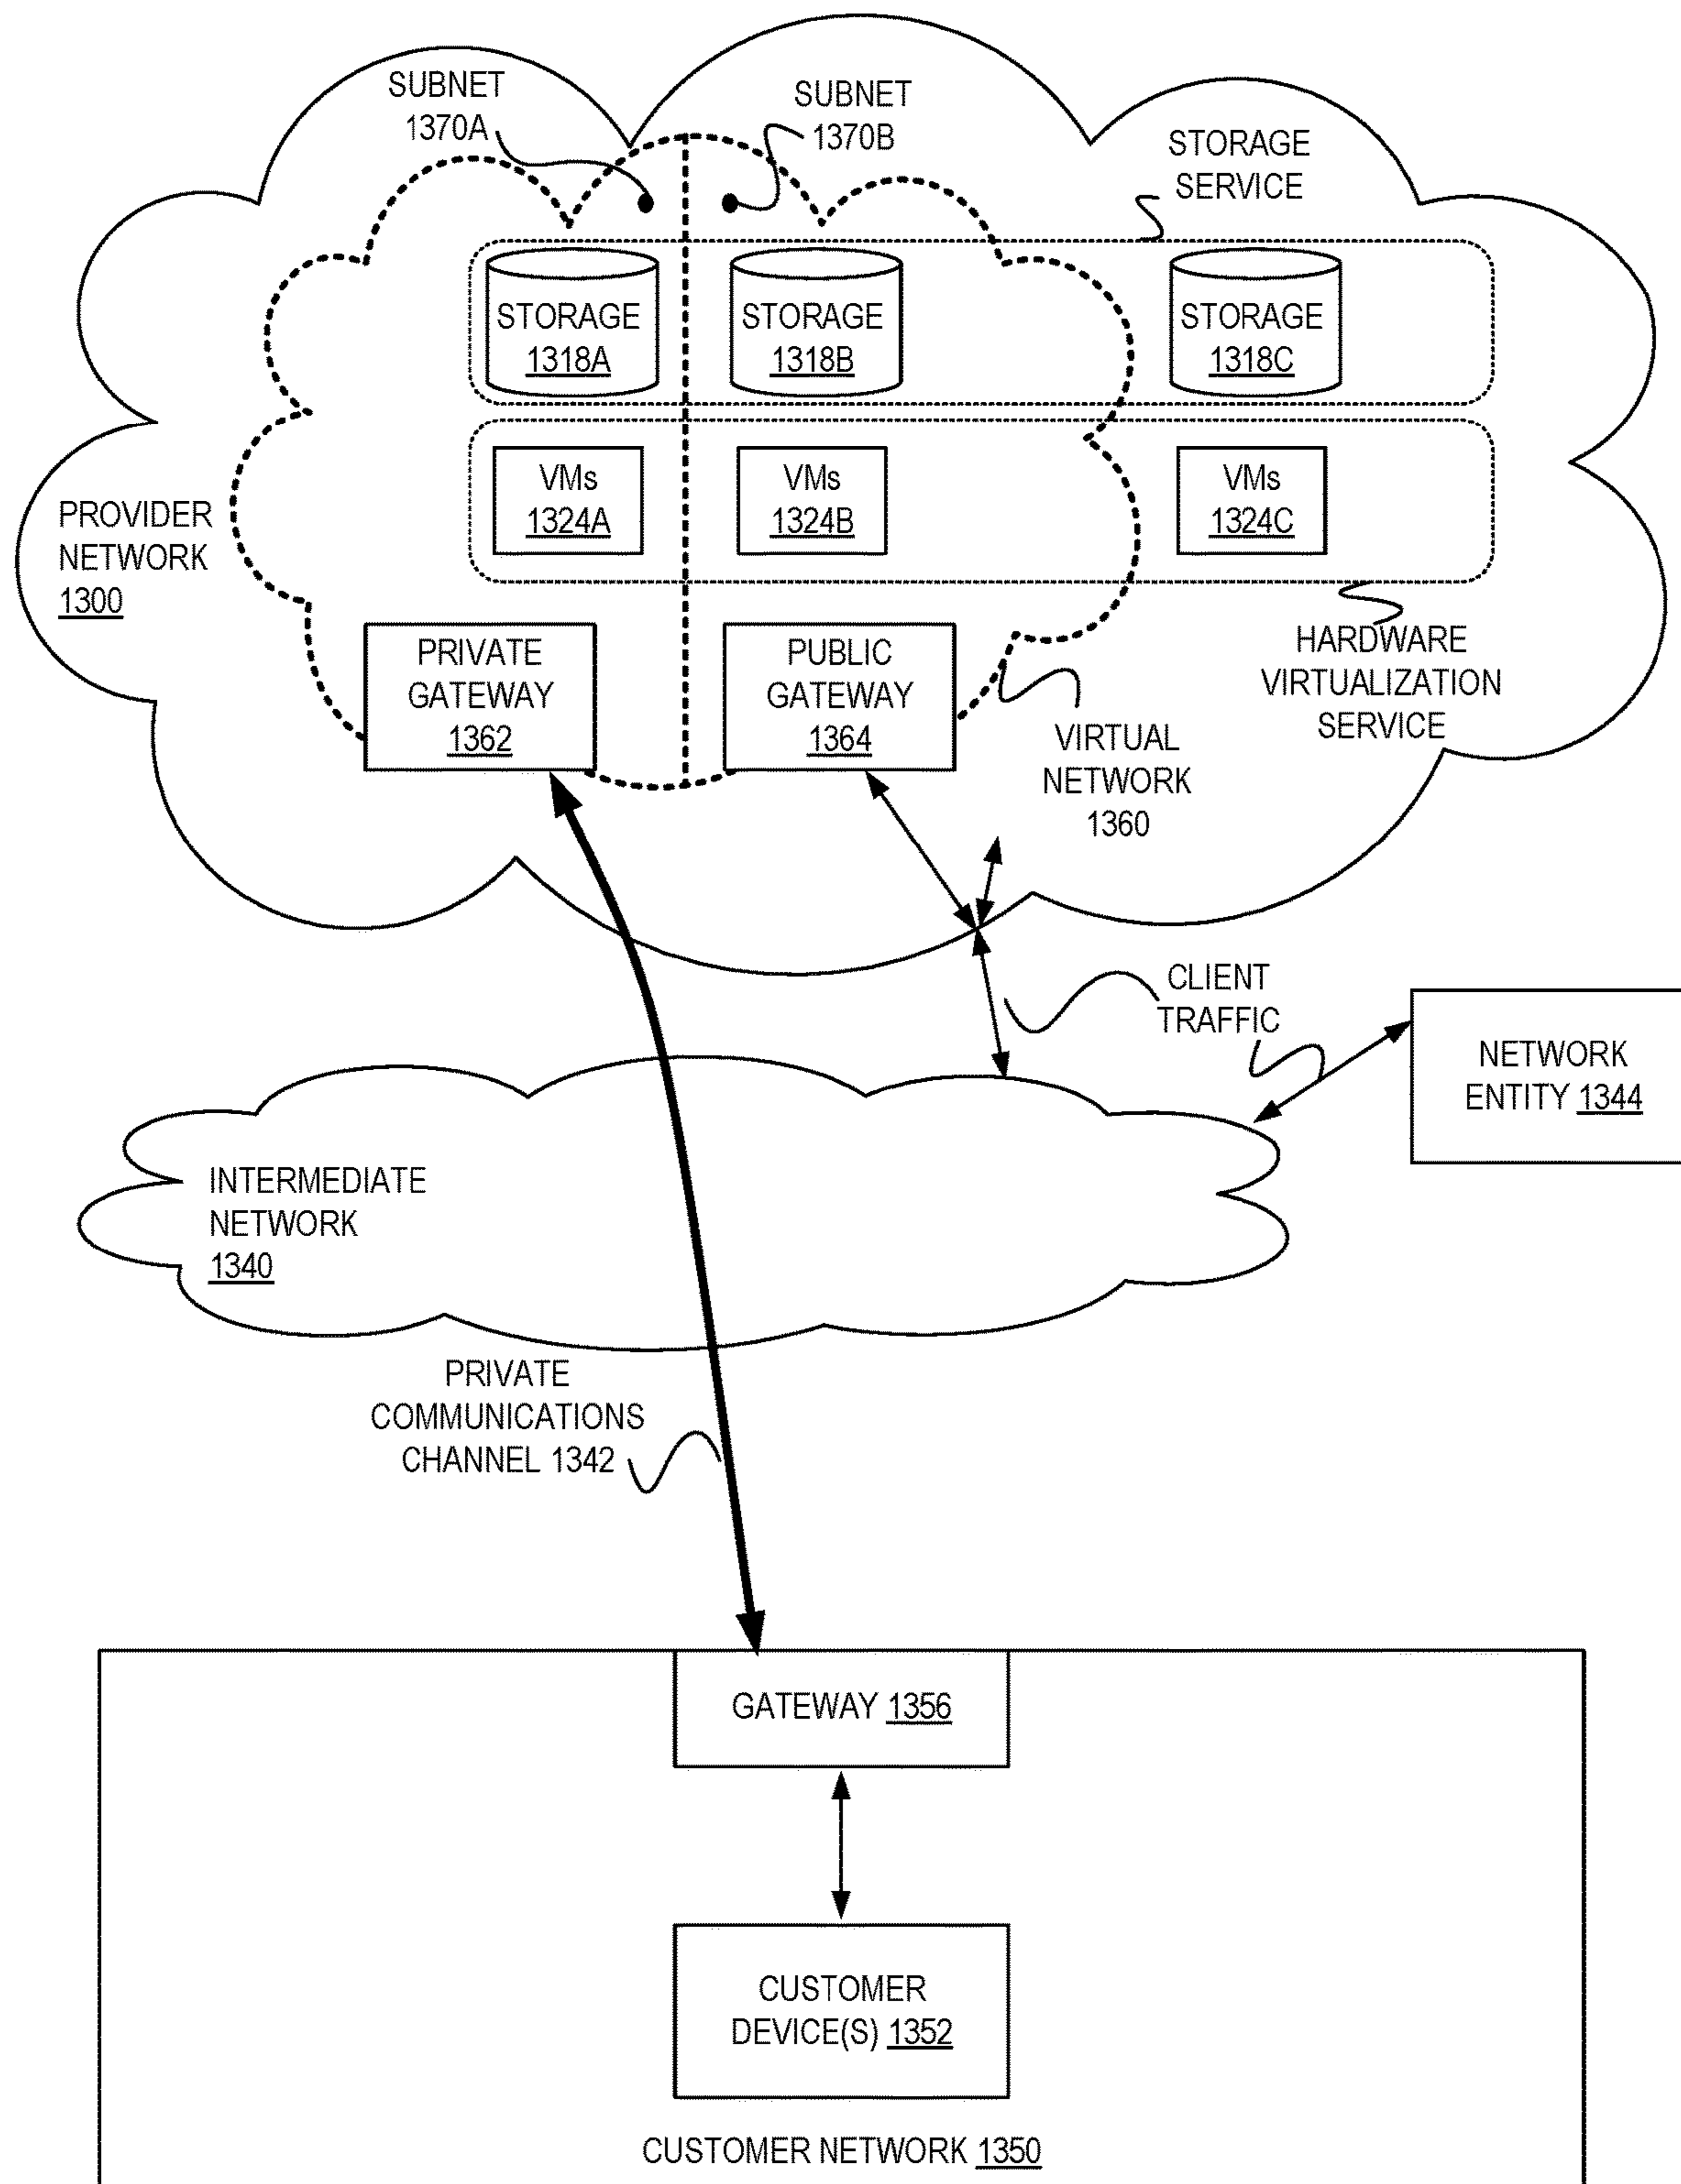 SUBNET
1370A
SUBNET
1370B
STORAGE
SERVICE
STORAGE
1318A
STORAGE
1318B
STORAGE
1318C
VMs
1324A
VMs
1324B
VMs
1324C
PROVIDER
NETWORK
1300
PRIVATE
GATEWAY
1362
PUBLIC
GATEWAY
1364
HARDWARE
VIRTUALIZATION
SERVICE
VIRTUAL
NETWORK
1360
CLIENT
TRAFFIC
NETWORK
ENTITY 1344
INTERMEDIATE
NETWORK
1340
PRIVATE
COMMUNICATIONS
CHANNEL 1342
GATEWAY 1356
CUSTOMER
DEVICE(S) 1352
CUSTOMER NETWORK 1350